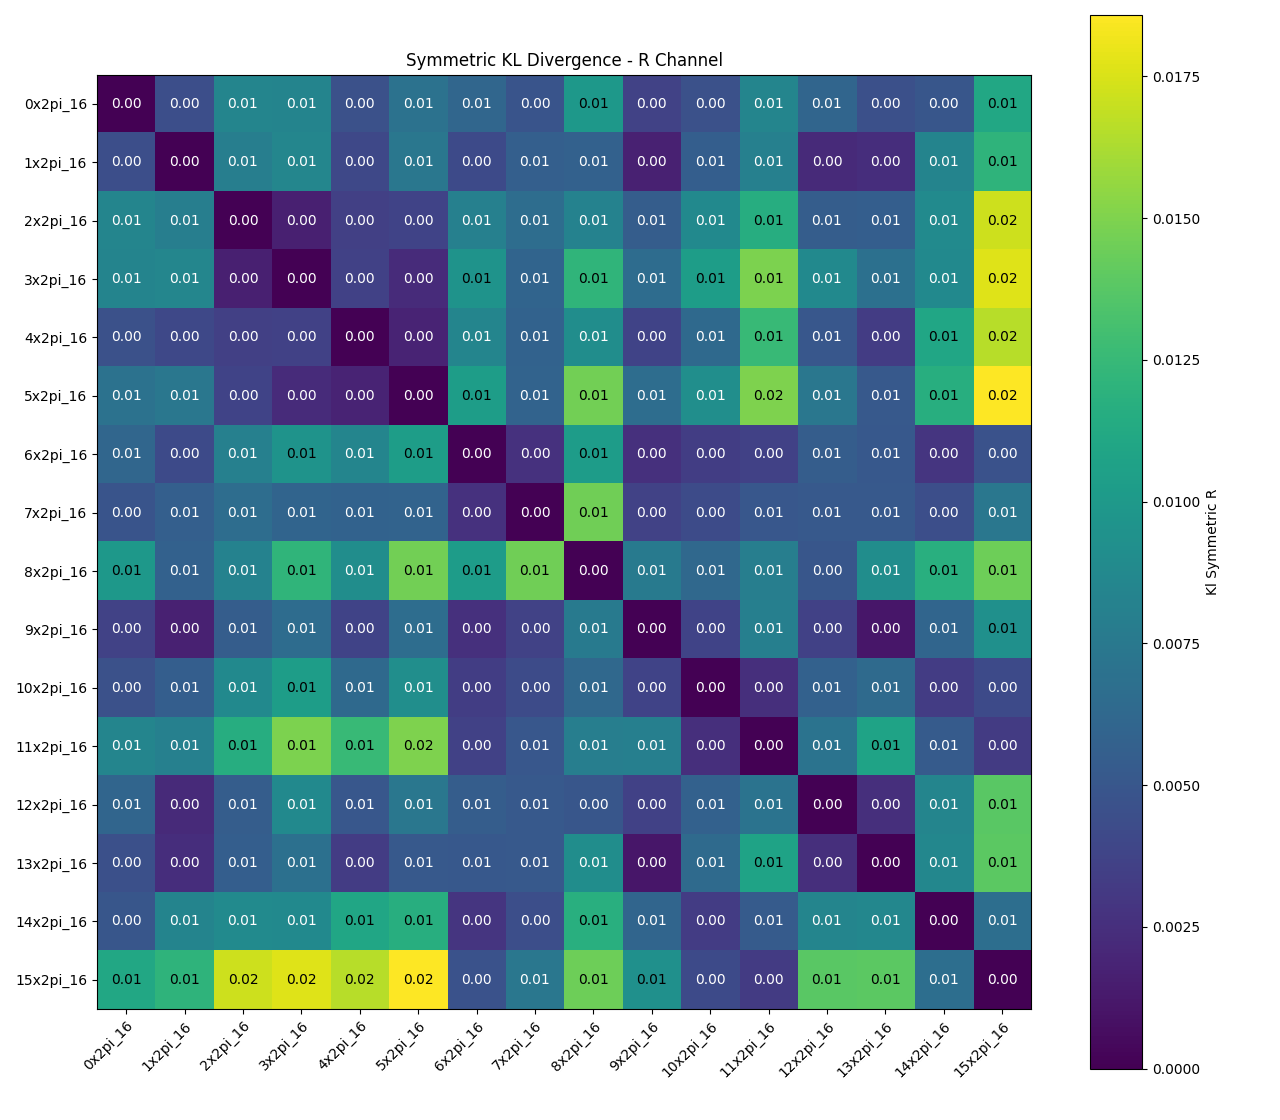 Symmetric KL Divergence - R Channel
0x2pi_16 0.00 0.00 0.01 0.01 0.00 0.01 0.01 0.00 0.01 0.00 0.00 0.01 0.01 0.00 0.00 0.01
1x2pi_16 0.00 0.00 0.01 0.01 0.00 0.01 0.00 0.01 0.01 0.00 0.01 0.01 0.00 0.00 0.01 0.01
2x2pi_16 0.01 0.01 0.00 0.00 0.00 0.00 0.01 0.01 0.01 0.01 0.01 0.01 0.01 0.01 0.01 0.02
3x2pi_16 0.01 0.01 0.00 0.00 0.00 0.00 0.01 0.01 0.01 0.01 0.01 0.01 0.01 0.01 0.01 0.02
4x2pi_16 0.00 0.00 0.00 0.00 0.00 0.00 0.01 0.01 0.01 0.00 0.01 0.01 0.01 0.00 0.01 0.02
5x2pi_16 0.01 0.01 0.00 0.00 0.00 0.00 0.01 0.01 0.01 0.01 0.01 0.02 0.01 0.01 0.01 0.02
6x2pi_16 0.01 0.00 0.01 0.01 0.01 0.01 0.00 0.00 0.01 0.00 0.00 0.00 0.01 0.01 0.00 0.00
7x2pi_16 0.00 0.01 0.01 0.01 0.01 0.01 0.00 0.00 0.01 0.00 0.00 0.01 0.01 0.01 0.00 0.01
8x2pi_16 0.01 0.01 0.01 0.01 0.01 0.01 0.01 0.01 0.00 0.01 0.01 0.01 0.00 0.01 0.01 0.01
9x2pi_16 0.00 0.00 0.01 0.01 0.00 0.01 0.00 0.00 0.01 0.00 0.00 0.01 0.00 0.00 0.01 0.01
10x2pi_16 0.00 0.01 0.01 0.01 0.01 0.01 0.00 0.00 0.01 0.00 0.00 0.00 0.01 0.01 0.00 0.00
11x2pi_16 0.01 0.01 0.01 0.01 0.01 0.02 0.00 0.01 0.01 0.01 0.00 0.00 0.01 0.01 0.01 0.00
12x2pi_16 0.01 0.00 0.01 0.01 0.01 0.01 0.01 0.01 0.00 0.00 0.01 0.01 0.00 0.00 0.01 0.01
13x2pi_16 0.00 0.00 0.01 0.01 0.00 0.01 0.01 0.01 0.01 0.00 0.01 0.01 0.00 0.00 0.01 0.01
14x2pi_16 0.00 0.01 0.01 0.01 0.01 0.01 0.00 0.00 0.01 0.01 0.00 0.01 0.01 0.01 0.00 0.01
15x2pi_16 0.01 0.01 0.02 0.02 0.02 0.02 0.00 0.01 0.01 0.01 0.00 0.00 0.01 0.01 0.01 0.00
0x2pi_16 1x2pi_16 2x2pi_16 3x2pi_16 4x2pi_16 5x2pi_16 6x2pi_16 7x2pi_16 8x2pi_16 9x2pi_16 10x2pi_16 11x2pi_16 12x2pi_16 13x2pi_16 14x2pi_16 15x2pi_16
0.0175
0.0150
0.0125
0.0100
0.0075
0.0050
0.0025
0.0000
Kl Symmetric R